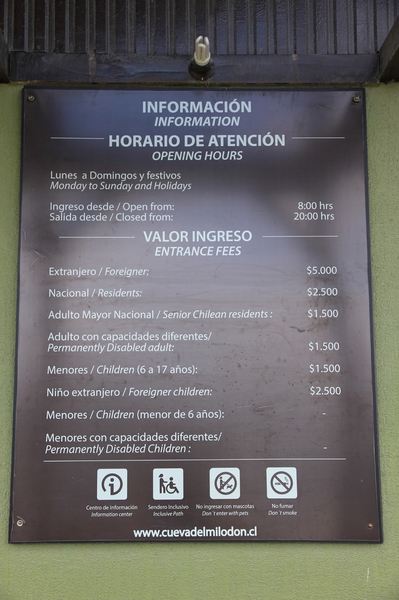 INFORMACIÓN
INFORMATION
HORARIO DE ATENCIÓN
OPENING HOURS
Lunes a Domingos y festivos
Monday to Sunday and Holidays
Ingreso desde / Open from: 8:00 hrs
Salida desde / Closed from: 20:00 hrs
VALOR INGRESO
ENTRANCE FEES
Extranjero / Foreigner: $5.000
Nacional / Residents: $2.500
Adulto Mayor Nacional / Senior Chilean residents : $1.500
Adulto con capacidades diferentes/
Permanently Disabled adult: $1.500
Menores / Children (6 a 17 años): $1.500
Niño extranjero / Foreigner children: $2.500
Menores / Children (menor de 6 años): -
Menores con capacidades diferentes/
Permanently Disabled Children : -
Centro de Información
Information center
Sendero Inclusivo
Inclusive Path
No ingresar con mascotas
Don´t enter with pets
No fumar
Don´t smoke
www.cuevadelmilodon.cl